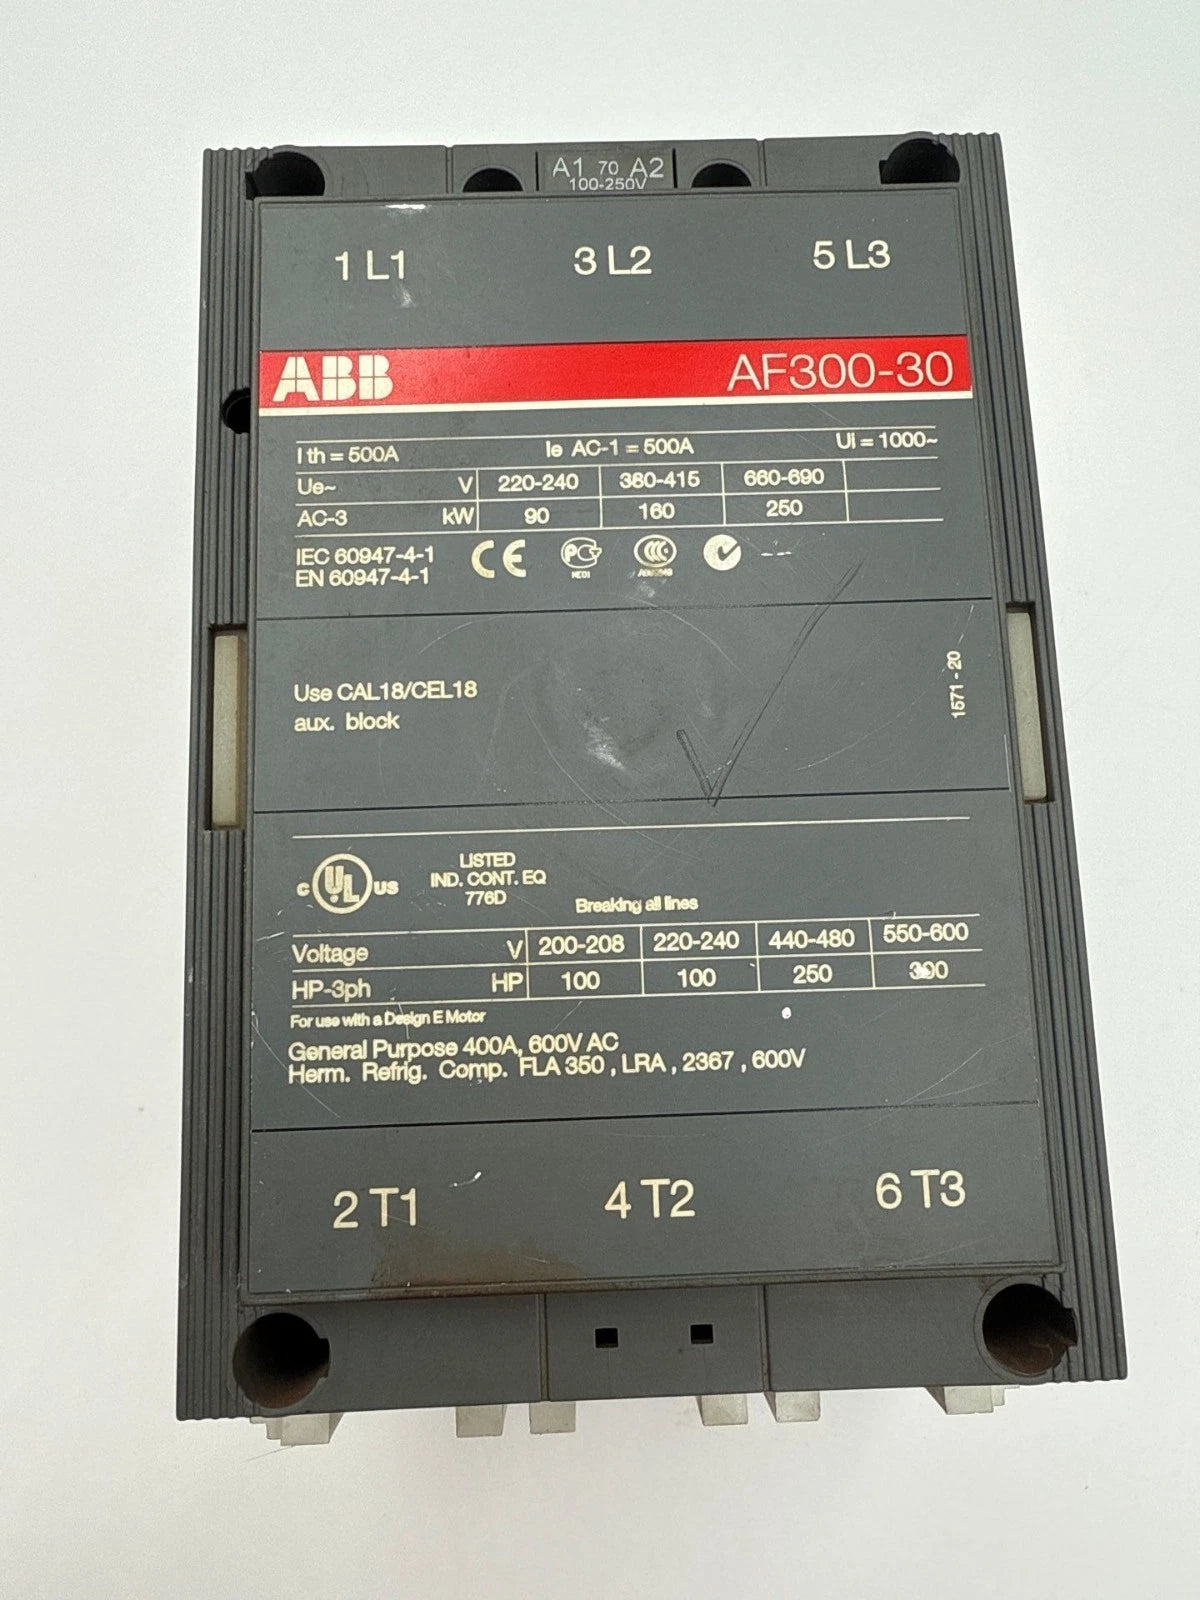 A1 70 A2
100-250V
1 L1 3 L2 5 L3
ABB AF300-30
I th = 500A Ie AC-1 = 500A Ui = 1000~
Ue~ V 220-240 380-415 660-690
AC-3 kW 90 160 250
IEC 60947-4-1
EN 60947-4-1
CE
Use CAL18/CEL18
aux. block
1571 - 20
c UL us
LISTED
IND. CONT. EQ
776D
Breaking all lines
Voltage V 200-208 220-240 440-480 550-600
HP-3ph HP 100 100 250 300
For use with a Design E Motor
General Purpose 400A, 600V AC
Herm. Refrig. Comp. FLA 350 , LRA , 2367 , 600V
2 T1 4 T2 6 T3